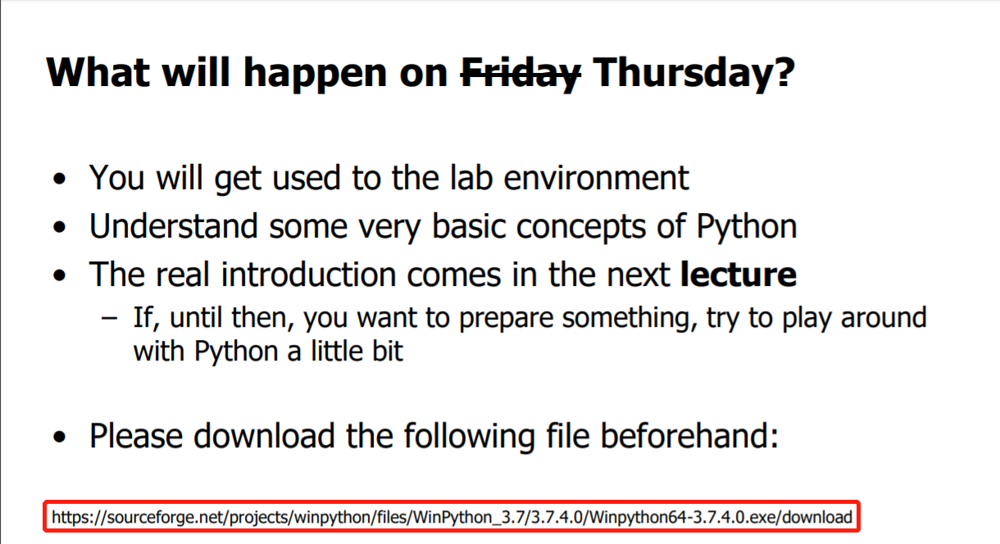 What will happen on Friday Thursday?
• You will get used to the lab environment
• Understand some very basic concepts of Python
• The real introduction comes in the next lecture
– If, until then, you want to prepare something, try to play around
with Python a little bit
• Please download the following file beforehand:
https://sourceforge.net/projects/winpython/files/WinPython_3.7/3.7.4.0/Winpython64-3.7.4.0.exe/download